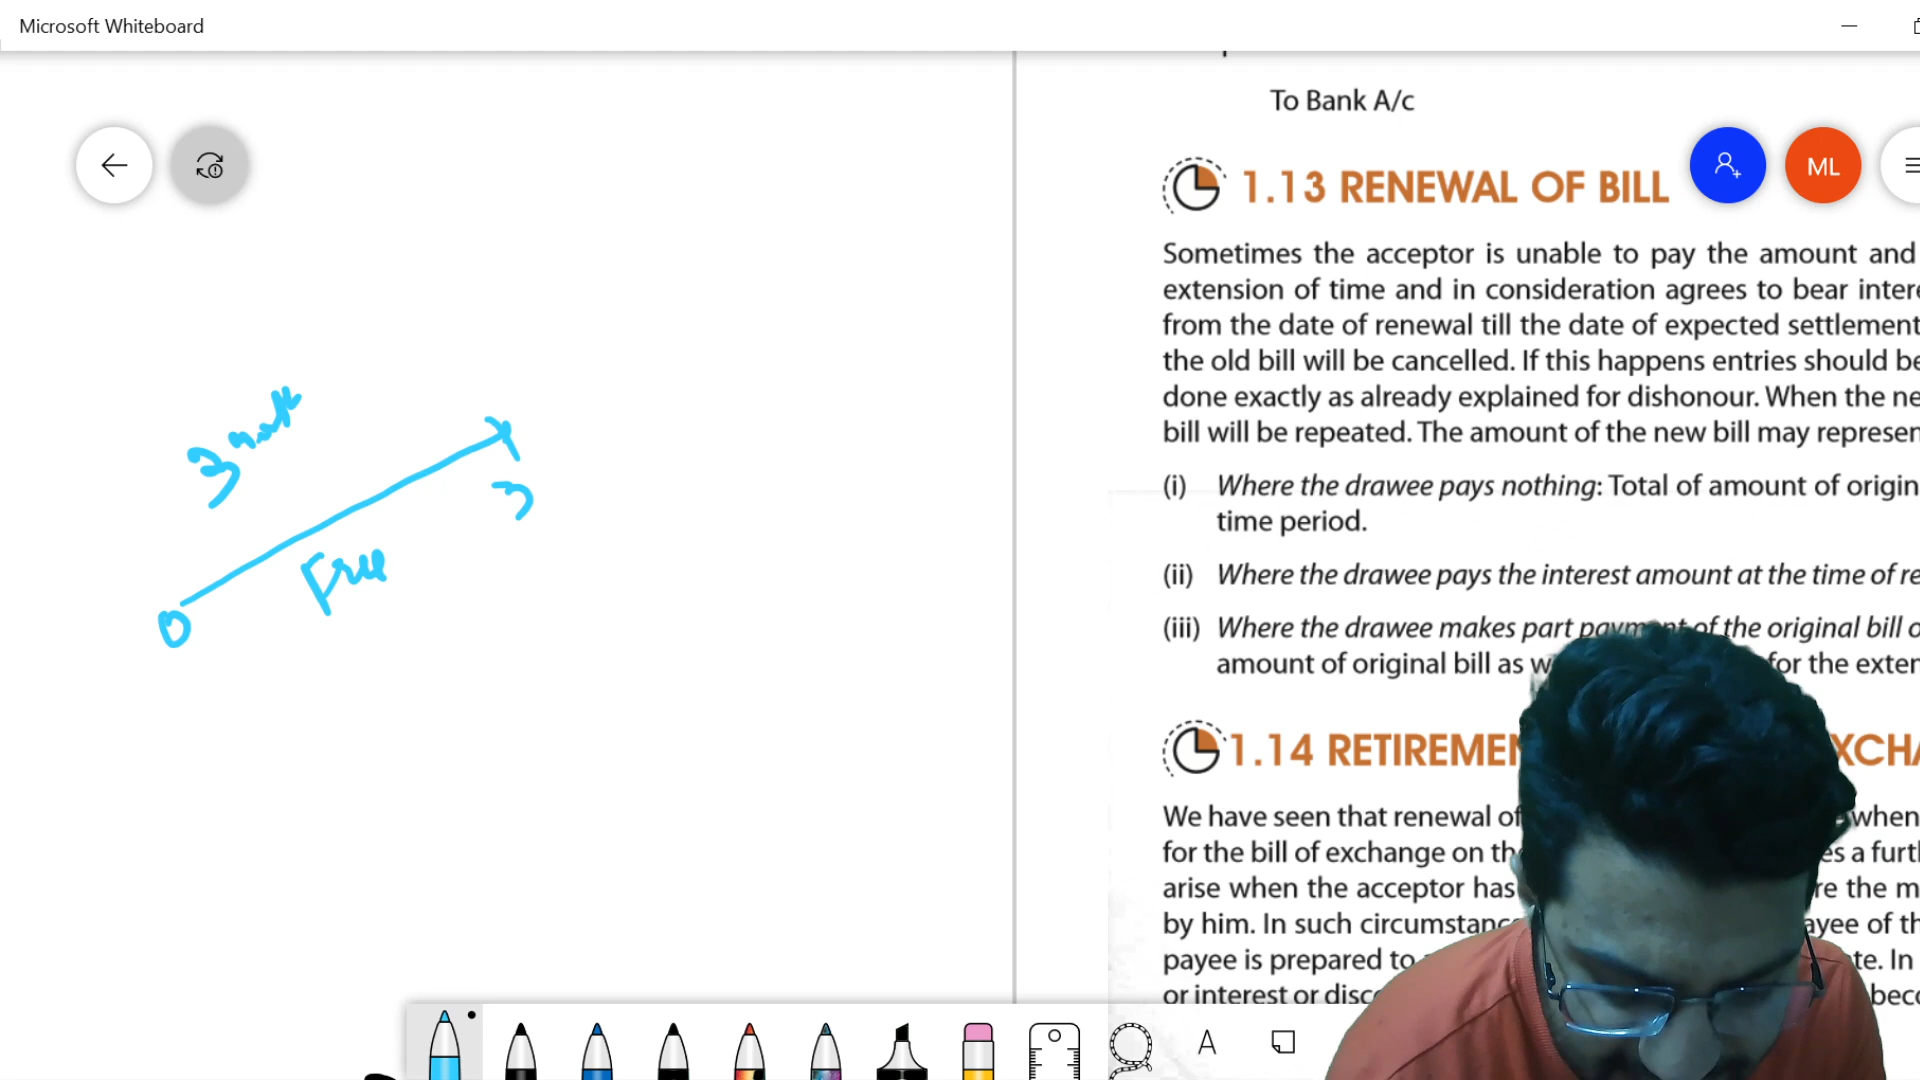 Microsoft Whiteboard
To Bank A/c
1.13 RENEWAL OF BILL
ML
Sometimes the acceptor is unable to pay the amount and
extension of time and in consideration agrees to bear inter
from the date of renewal till the date of expected settlement
the old bill will be cancelled. If this happens entries should be
done exactly as already explained for dishonour. When the ne
bill will be repeated. The amount of the new bill may represen
(i) Where the drawee pays nothing: Total of amount of origin
time period.
(ii) Where the drawee pays the interest amount at the time of re
(iii) Where the drawee makes part payment of the original bill o
amount of original bill as w for the exten
1.14 RETIREMEN XCHA
We have seen that renewal of when
for the bill of exchange on th es a furt
arise when the acceptor has re the m
by him. In such circumstanc ayee of th
payee is prepared to te. In
or interest or disc beco
3 month
3
Free
0
A